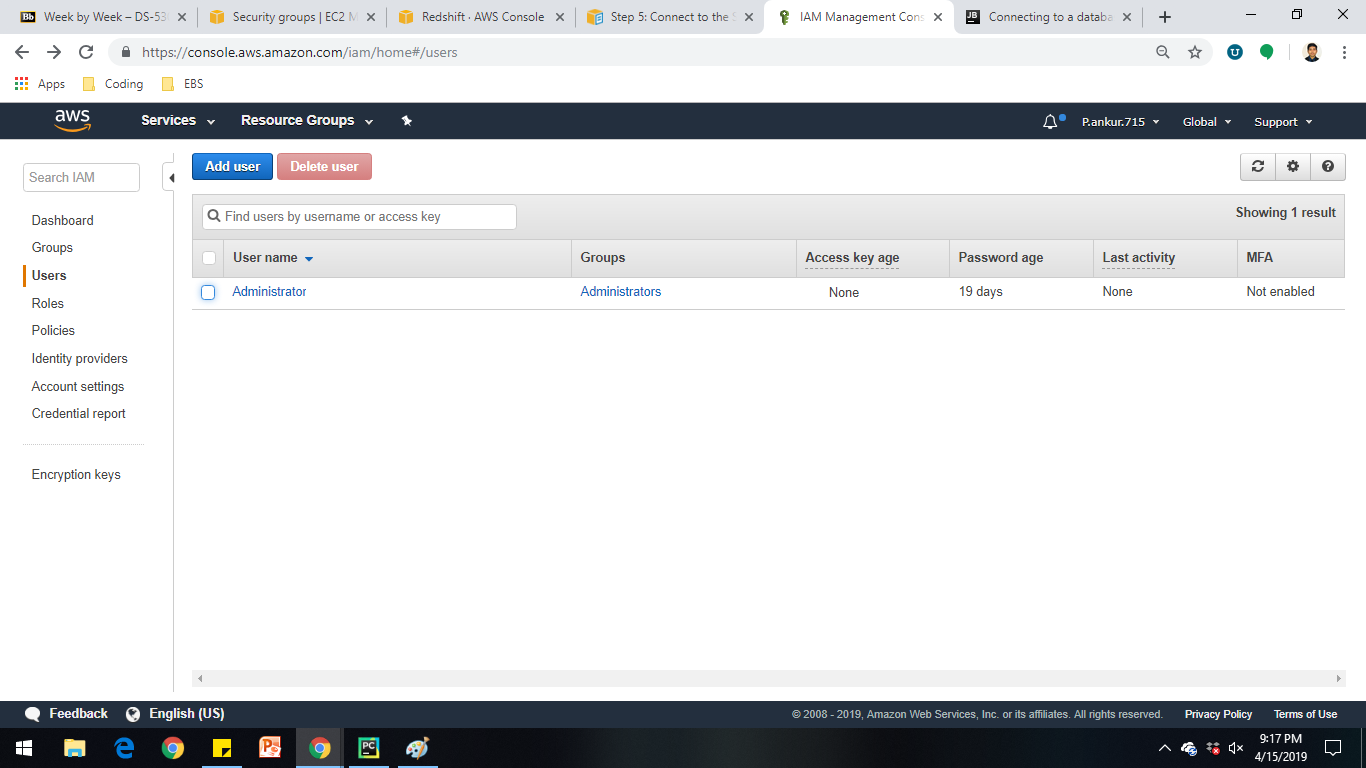 Bb Week by Week – DS-53
Security groups | EC2 M
Redshift · AWS Console
Step 5: Connect to the S
IAM Management Cons
JB Connecting to a databa
https://console.aws.amazon.com/iam/home#/users
Apps Coding EBS
aws Services Resource Groups P.ankur.715 Global Support
Search IAM
Dashboard
Groups
Users
Roles
Policies
Identity providers
Account settings
Credential report
Encryption keys
Add user Delete user
Find users by username or access key
Showing 1 result
User name Groups Access key age Password age Last activity MFA
Administrator Administrators None 19 days None Not enabled
Feedback English (US) © 2008 - 2019, Amazon Web Services, Inc. or its affiliates. All rights reserved. Privacy Policy Terms of Use
PC
9:17 PM
4/15/2019